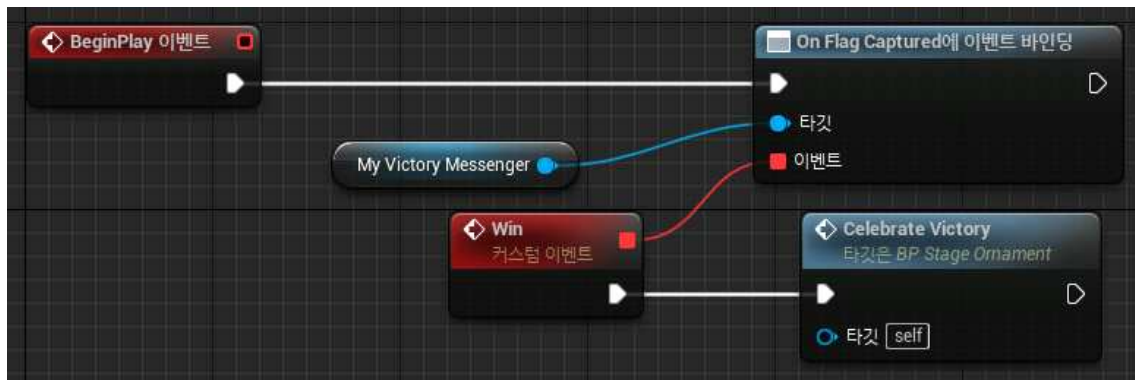 BeginPlay 이벤트
On Flag Captured에 이벤트 바인딩
타깃
이벤트
My Victory Messenger
Win
커스텀 이벤트
Celebrate Victory
타깃은 BP Stage Ornament
타깃 self